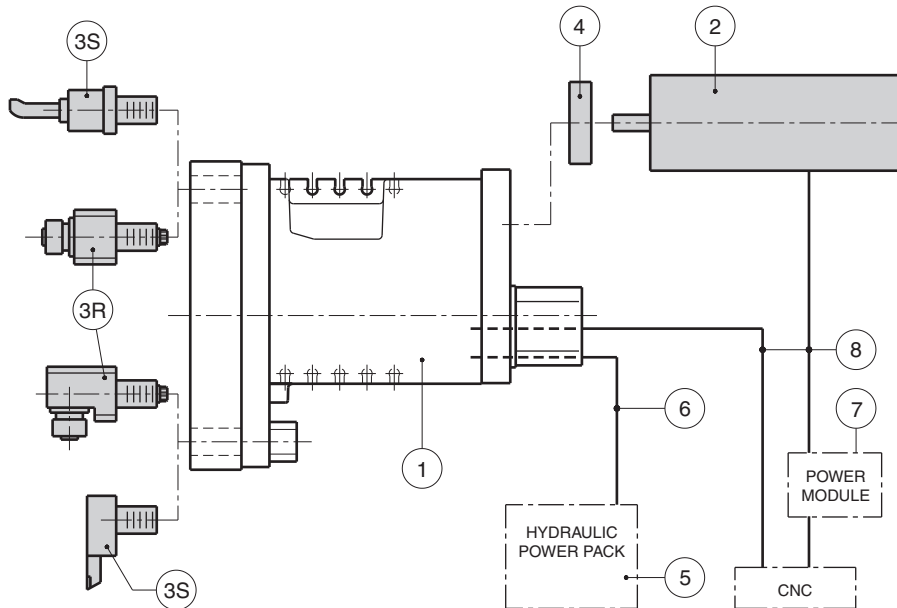 3S
4
2
3R
8
6
7
1
POWER
MODULE
HYDRAULIC
POWER PACK
5
3S
CNC